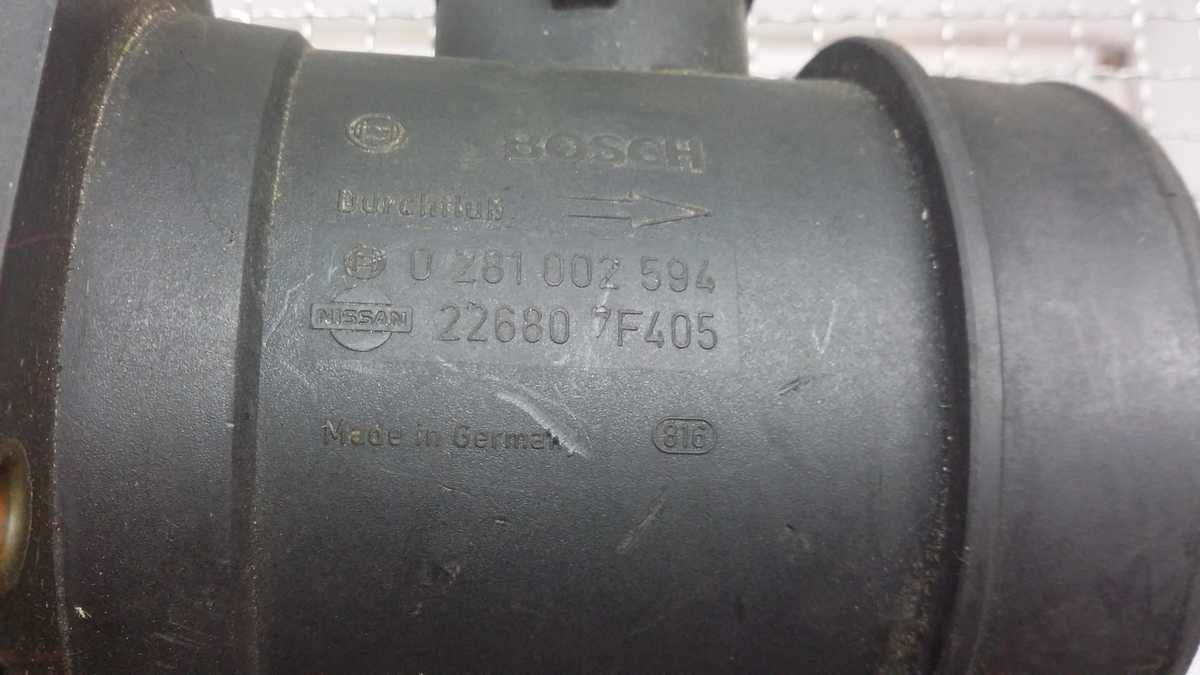 BOSCH
Durchfluß
0 281 002 594
NISSAN 22680 7F405
Made in Germany 816